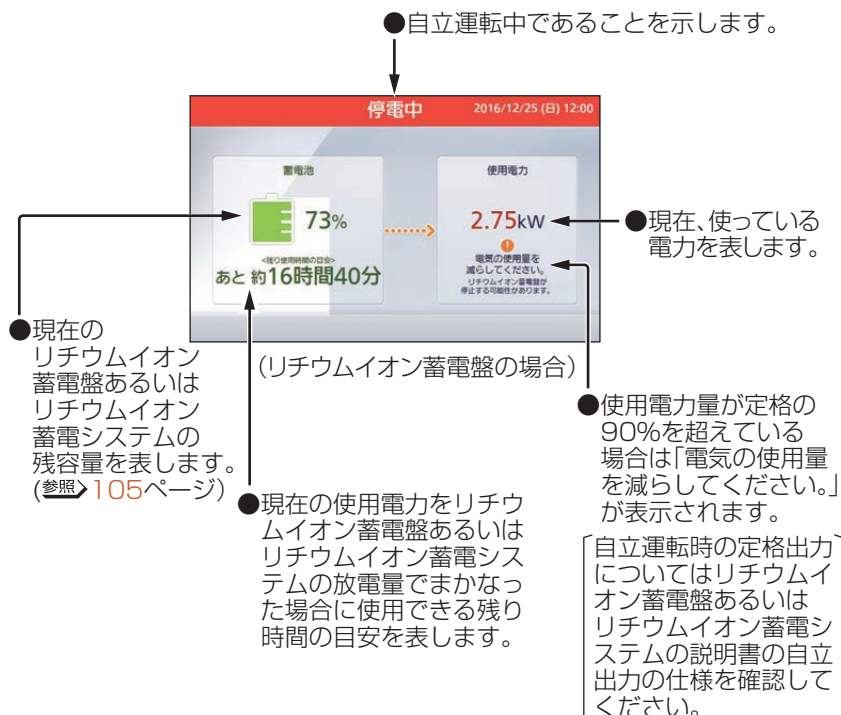 ●自立運転中であることを示します。
停電中
2016/12/25 (日) 12:00
蓄電池
73%
<残り使用時間の目安>
あと 約16時間40分
使用電力
2.75kW
電気の使用量を
減らしてください。
リチウムイオン蓄電盤が
停止する可能性があります。
●現在、使っている
電力を表します。
(リチウムイオン蓄電盤の場合)
●現在の
リチウムイオン
蓄電盤あるいは
リチウムイオン
蓄電システムの
残容量を表します。
(参照 105ページ)
●現在の使用電力をリチウ
ムイオン蓄電盤あるいは
リチウムイオン蓄電シス
テムの放電量でまかなっ
た場合に使用できる残り
時間の目安を表します。
●使用電力量が定格の
90%を超えている
場合は「電気の使用量
を減らしてください。」
が表示されます。
自立運転時の定格出力
についてはリチウムイ
オン蓄電盤あるいは
リチウムイオン蓄電シ
ステムの説明書の自立
出力の仕様を確認して
ください。